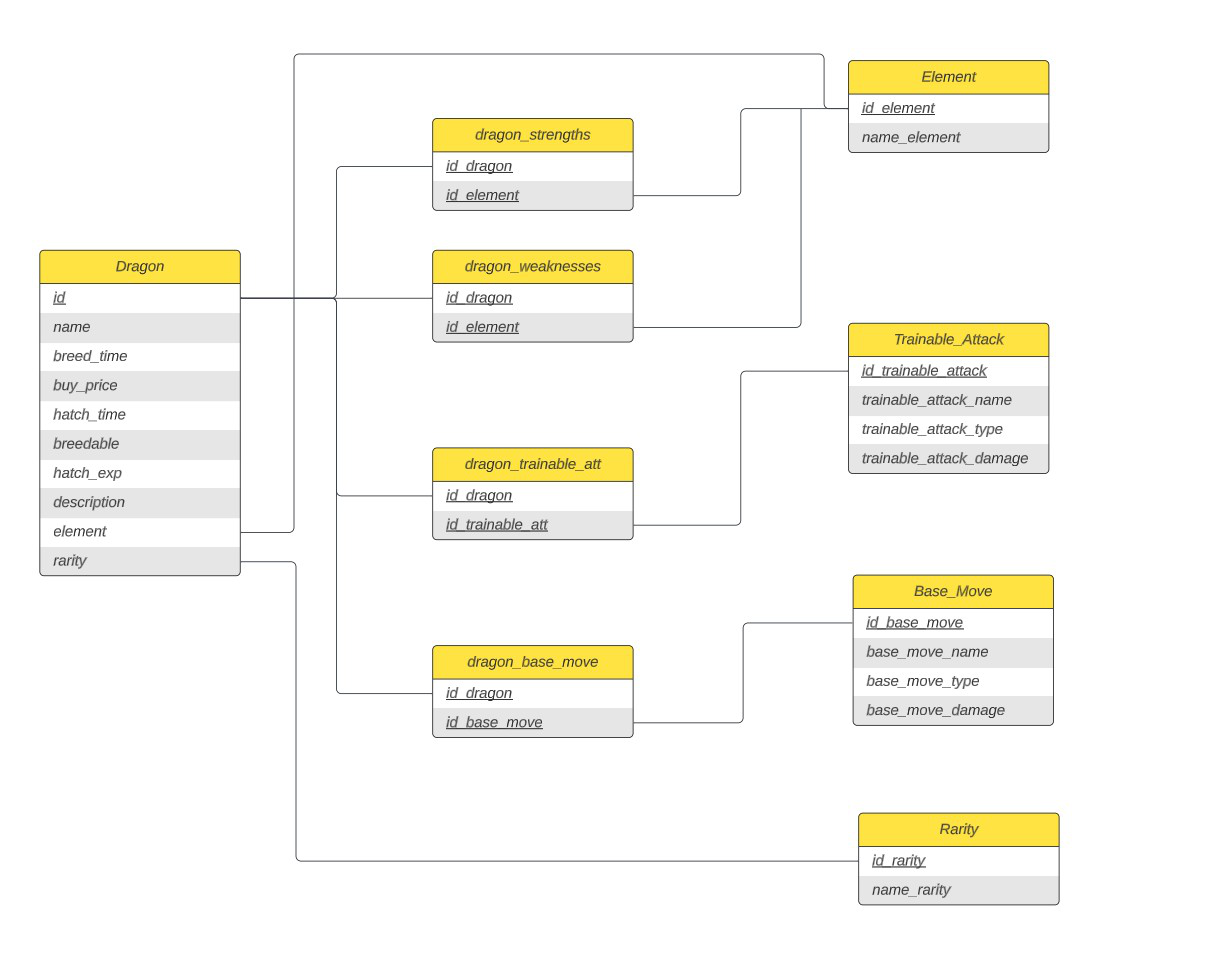 Element
id_element
name_element
dragon_strengths
id_dragon
id_element
Dragon
id
name
breed_time
buy_price
hatch_time
breedable
hatch_exp
description
element
rarity
dragon_weaknesses
id_dragon
id_element
Trainable_Attack
id_trainable_attack
trainable_attack_name
trainable_attack_type
trainable_attack_damage
dragon_trainable_att
id_dragon
id_trainable_att
Base_Move
id_base_move
base_move_name
base_move_type
base_move_damage
dragon_base_move
id_dragon
id_base_move
Rarity
id_rarity
name_rarity